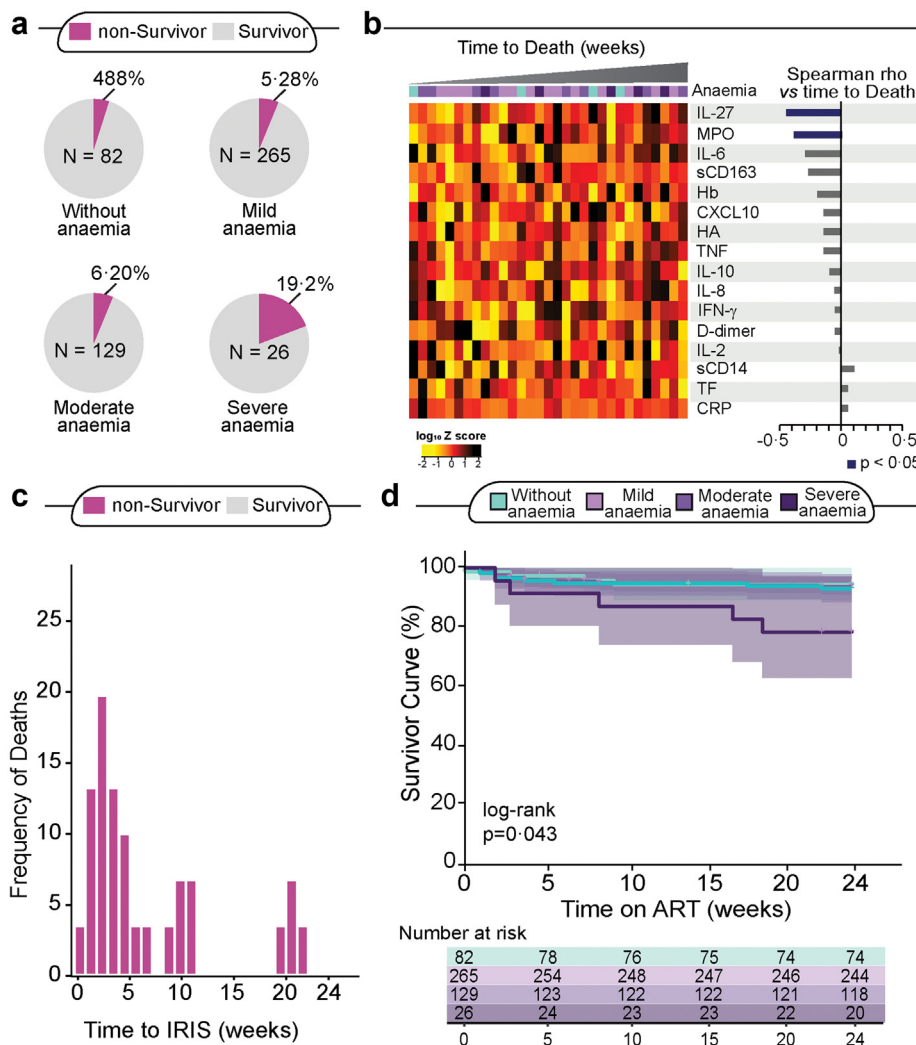 a
non-Survivor Survivor
488%
N = 82
Without
anaemia
5·28%
N = 265
Mild
anaemia
6·20%
N = 129
Moderate
anaemia
19·2%
N = 26
Severe
anaemia
b
Time to Death (weeks)
Anaemia
Spearman rho
vs time to Death
IL-27
MPO
IL-6
sCD163
Hb
CXCL10
HA
TNF
IL-10
IL-8
IFN-γ
D-dimer
IL-2
sCD14
TF
CRP
-0·5 0 0·5
p < 0·05
log₁₀ Z score
-2 -1 0 1 2
c
non-Survivor Survivor
Frequency of Deaths
25
20
15
10
5
0
0 5 10 15 20 24
Time to IRIS (weeks)
d
Without anaemia
Mild anaemia
Moderate anaemia
Severe anaemia
Survivor Curve (%)
100
80
60
40
20
0
log-rank
p=0·043
0 5 10 15 20 24
Time on ART (weeks)
Number at risk
82 78 76 75 74 74
265 254 248 247 246 244
129 123 122 122 121 118
26 24 23 23 22 20
0 5 10 15 20 24